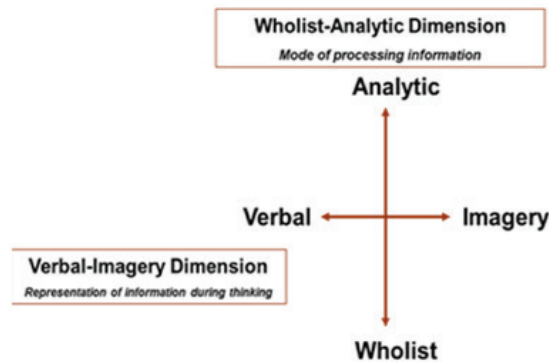 Wholist-Analytic Dimension
Mode of processing information
Analytic
Verbal
Imagery
Verbal-Imagery Dimension
Representation of information during thinking
Wholist